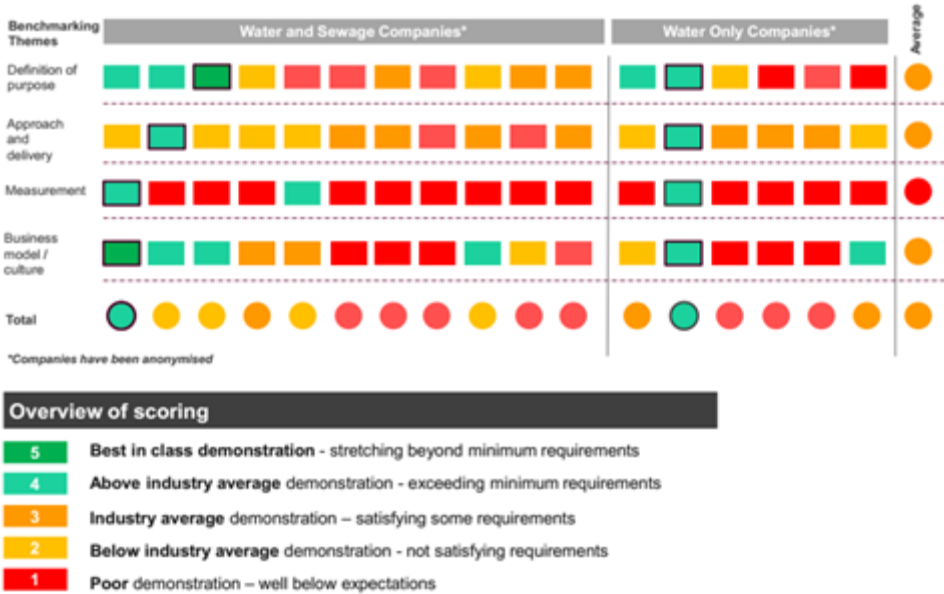 Benchmarking
Themes
Water and Sewage Companies*
Water Only Companies*
Average
Definition of
purpose
Approach
and
delivery
Measurement
Business
model /
culture
Total
*Companies have been anonymised
Overview of scoring
5 Best in class demonstration - stretching beyond minimum requirements
4 Above industry average demonstration - exceeding minimum requirements
3 Industry average demonstration – satisfying some requirements
2 Below industry average demonstration - not satisfying requirements
1 Poor demonstration – well below expectations